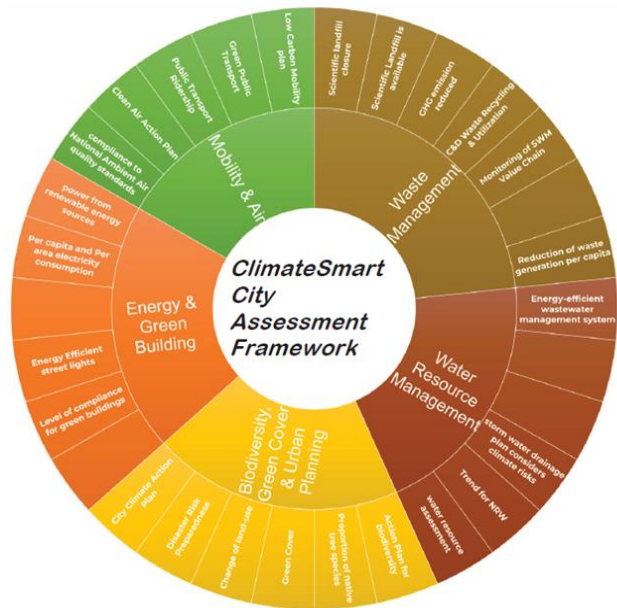 ClimateSmart
City
Assessment
Framework
Mobility & Air
Low Carbon Mobility
plan
Green Public
Transport
Public Transport
Ridership
Clean Air Action Plan
compliance to
National Ambient Air
quality standards
Waste
Management
Scientific landfill
closure
Scientific Landfill is
available
GHG emission
reduced
C&D Waste Recycling
& Utilization
Monitoring of SWM
Value Chain
Reduction of waste
generation per capita
Water
Resource
Management
Energy-efficient
wastewater
management system
storm water drainage
plan considers
climate risks
Trend for NRW
water resource
assessment
Biodiversity,
Green Cover
& Urban
Planning
Action Plan for
biodiversity
Proportion of native
tree species
Green Cover
Change of land-use
Disaster Risk
Preparedness
City Climate Action
Plan
Energy &
Green
Building
Level of compliance
for green buildings
Energy Efficient
street lights
Per capita and Per
area electricity
consumption
power from
renewable energy
sources